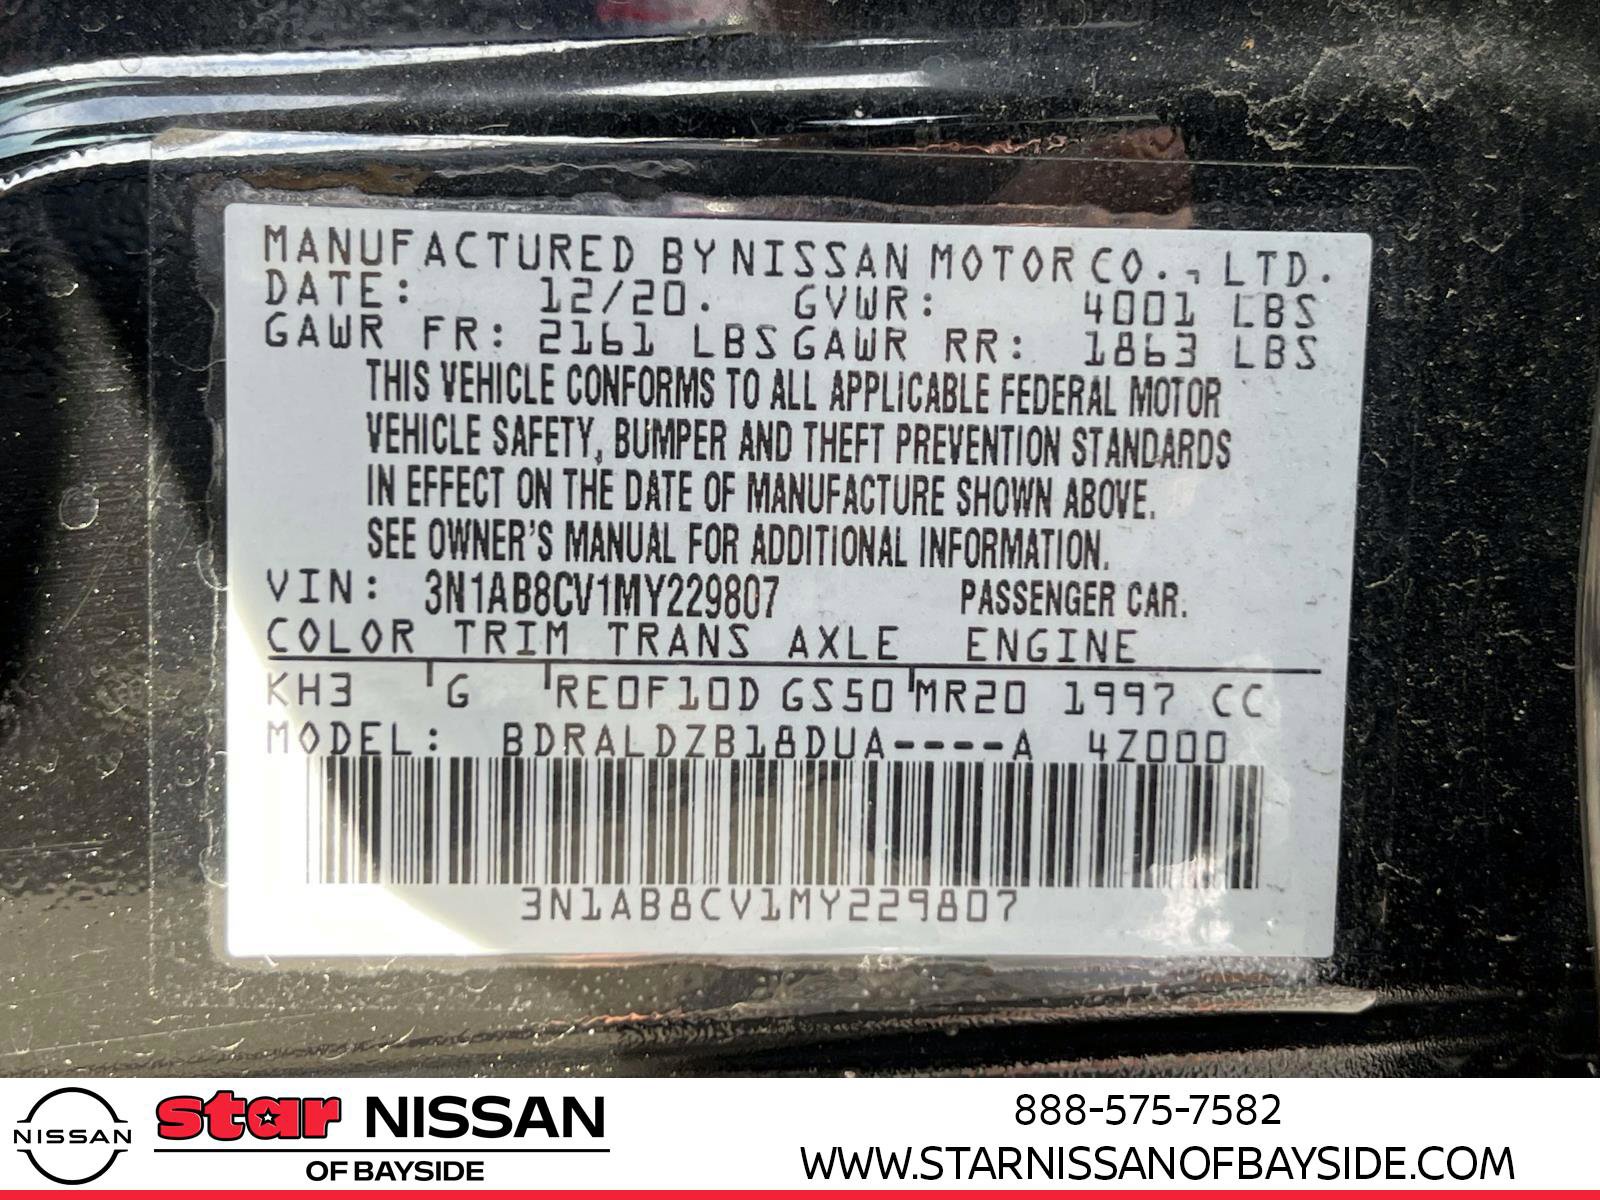 MANUFACTURED BY NISSAN MOTOR CO., LTD.
DATE: 12/20. GVWR: 4001 LBS
GAWR FR: 2161 LBS GAWR RR: 1863 LBS
THIS VEHICLE CONFORMS TO ALL APPLICABLE FEDERAL MOTOR
VEHICLE SAFETY, BUMPER AND THEFT PREVENTION STANDARDS
IN EFFECT ON THE DATE OF MANUFACTURE SHOWN ABOVE.
SEE OWNER'S MANUAL FOR ADDITIONAL INFORMATION.
VIN: 3N1AB8CV1MY229807 PASSENGER CAR.
COLOR TRIM TRANS AXLE ENGINE
KH3 G RE0F10D GS50 MR20 1997 CC
MODEL: BDRALDZB18DUA----A 4Z000
3N1AB8CV1MY229807
NISSAN
star NISSAN
OF BAYSIDE
888-575-7582
WWW.STARNISSANOFBAYSIDE.COM